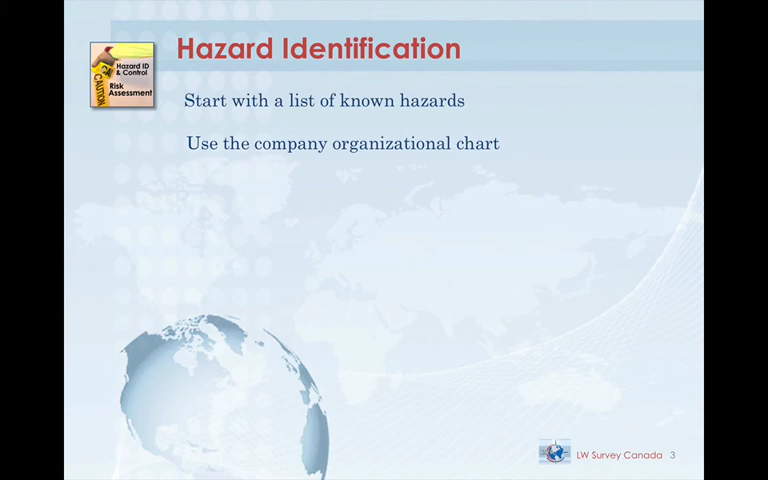 Hazard Identification
Hazard ID
& Control
CAUTION
Risk
Assessment
Start with a list of known hazards
Use the company organizational chart
LW Survey Canada 3